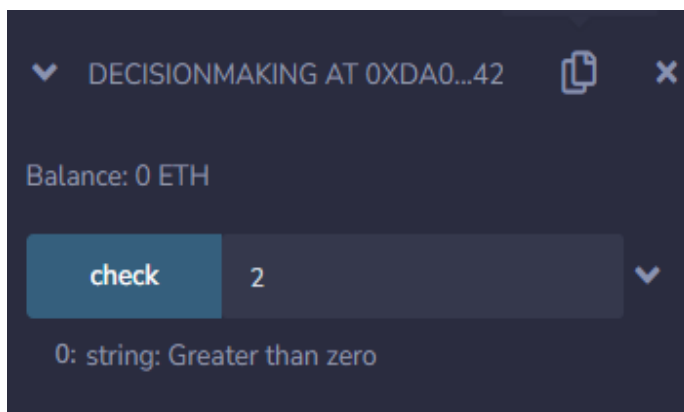 DECISIONMAKING AT 0XDA0...42
Balance: 0 ETH
check 2
0: string: Greater than zero